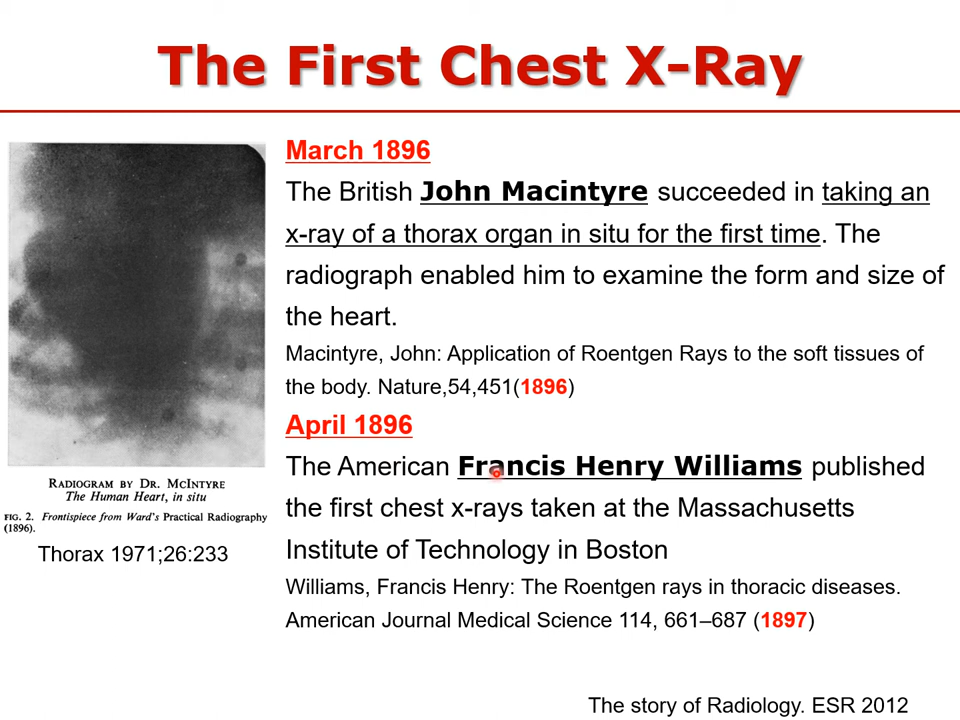 The First Chest X-Ray
March 1896
The British John Macintyre succeeded in taking an
x-ray of a thorax organ in situ for the first time. The
radiograph enabled him to examine the form and size of
the heart.
Macintyre, John: Application of Roentgen Rays to the soft tissues of
the body. Nature,54,451(1896)
April 1896
The American Francis Henry Williams published
the first chest x-rays taken at the Massachusetts
Institute of Technology in Boston
Williams, Francis Henry: The Roentgen rays in thoracic diseases.
American Journal Medical Science 114, 661–687 (1897)
RADIOGRAM BY DR. MCINTYRE
The Human Heart, in situ
FIG. 2. Frontispiece from Ward's Practical Radiography
(1896).
Thorax 1971;26:233
The story of Radiology. ESR 2012